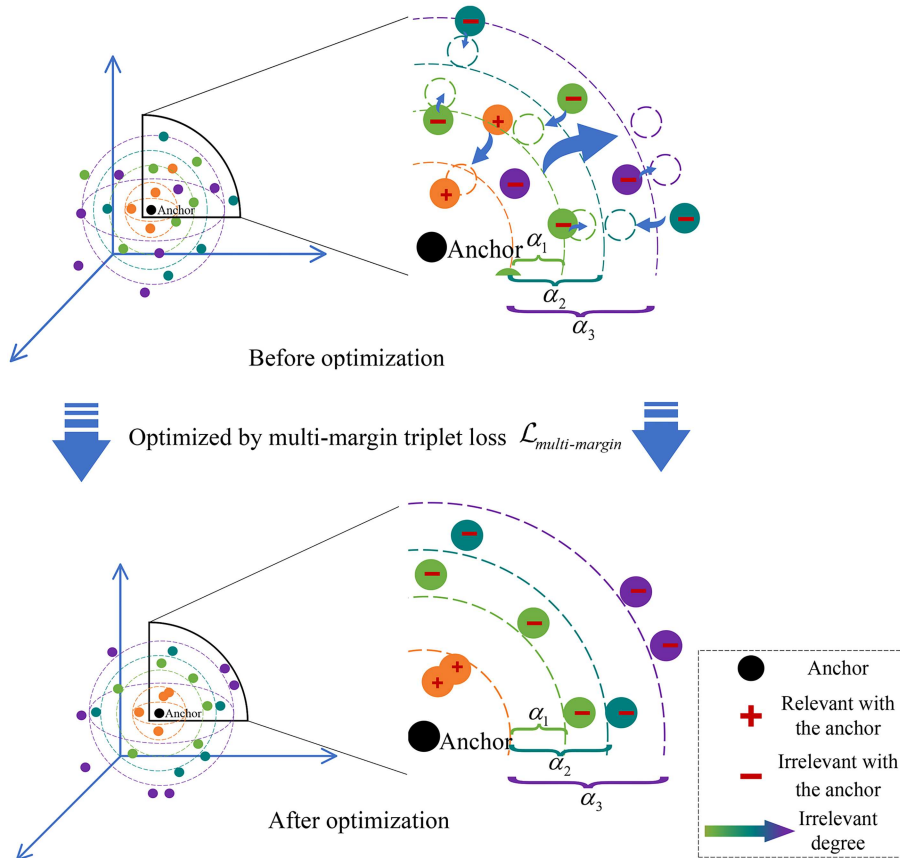 Anchor
Anchor
α₁
α₂
α₃
Before optimization
Optimized by multi-margin triplet loss ℒmulti-margin
Anchor
Anchor
α₁
α₂
α₃
After optimization
Anchor
Relevant with
the anchor
Irrelevant with
the anchor
Irrelevant
degree